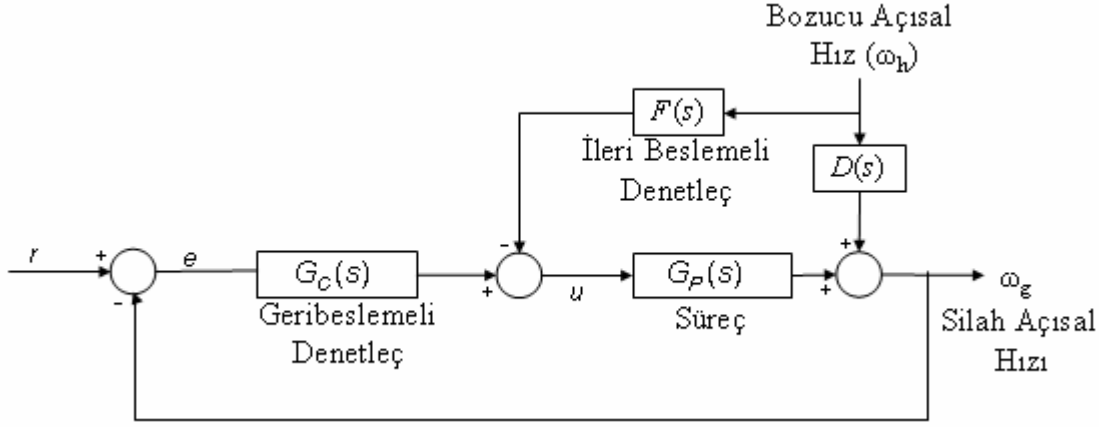 Bozucu Açısal
Hız (ωh)
F(s)
İleri Beslemeli
Denetleç
D(s)
r
+
-
e
GC(s)
Geribeslemeli
Denetleç
-
+
u
GP(s)
Süreç
+
+
ωg
Silah Açısal
Hızı